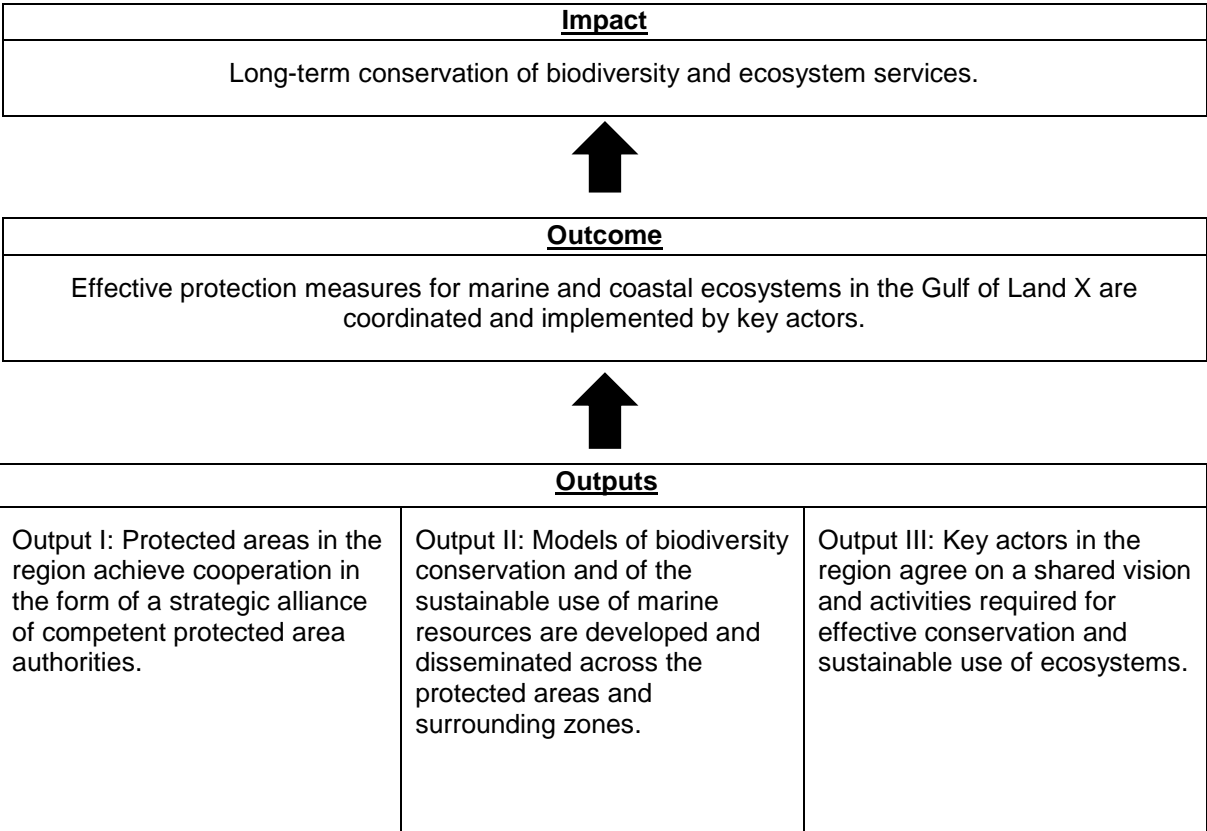 Impact
Long-term conservation of biodiversity and ecosystem services.
Outcome
Effective protection measures for marine and coastal ecosystems in the Gulf of Land X are
coordinated and implemented by key actors.
Outputs
Output I: Protected areas in the
region achieve cooperation in
the form of a strategic alliance
of competent protected area
authorities.
Output II: Models of biodiversity
conservation and of the
sustainable use of marine
resources are developed and
disseminated across the
protected areas and
surrounding zones.
Output III: Key actors in the
region agree on a shared vision
and activities required for
effective conservation and
sustainable use of ecosystems.